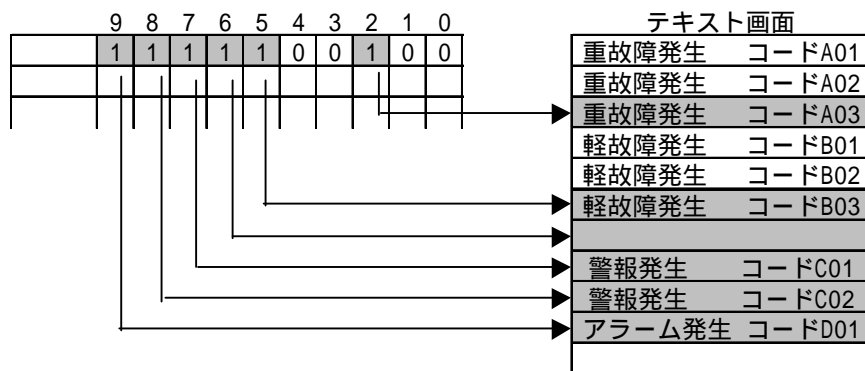 9 8 7 6 5 4 3 2 1 0
1 1 1 1 1 0 0 1 0 0
テキスト画面
重故障発生 コードA01
重故障発生 コードA02
重故障発生 コードA03
軽故障発生 コードB01
軽故障発生 コードB02
軽故障発生 コードB03
警報発生 コードC01
警報発生 コードC02
アラーム発生 コードD01